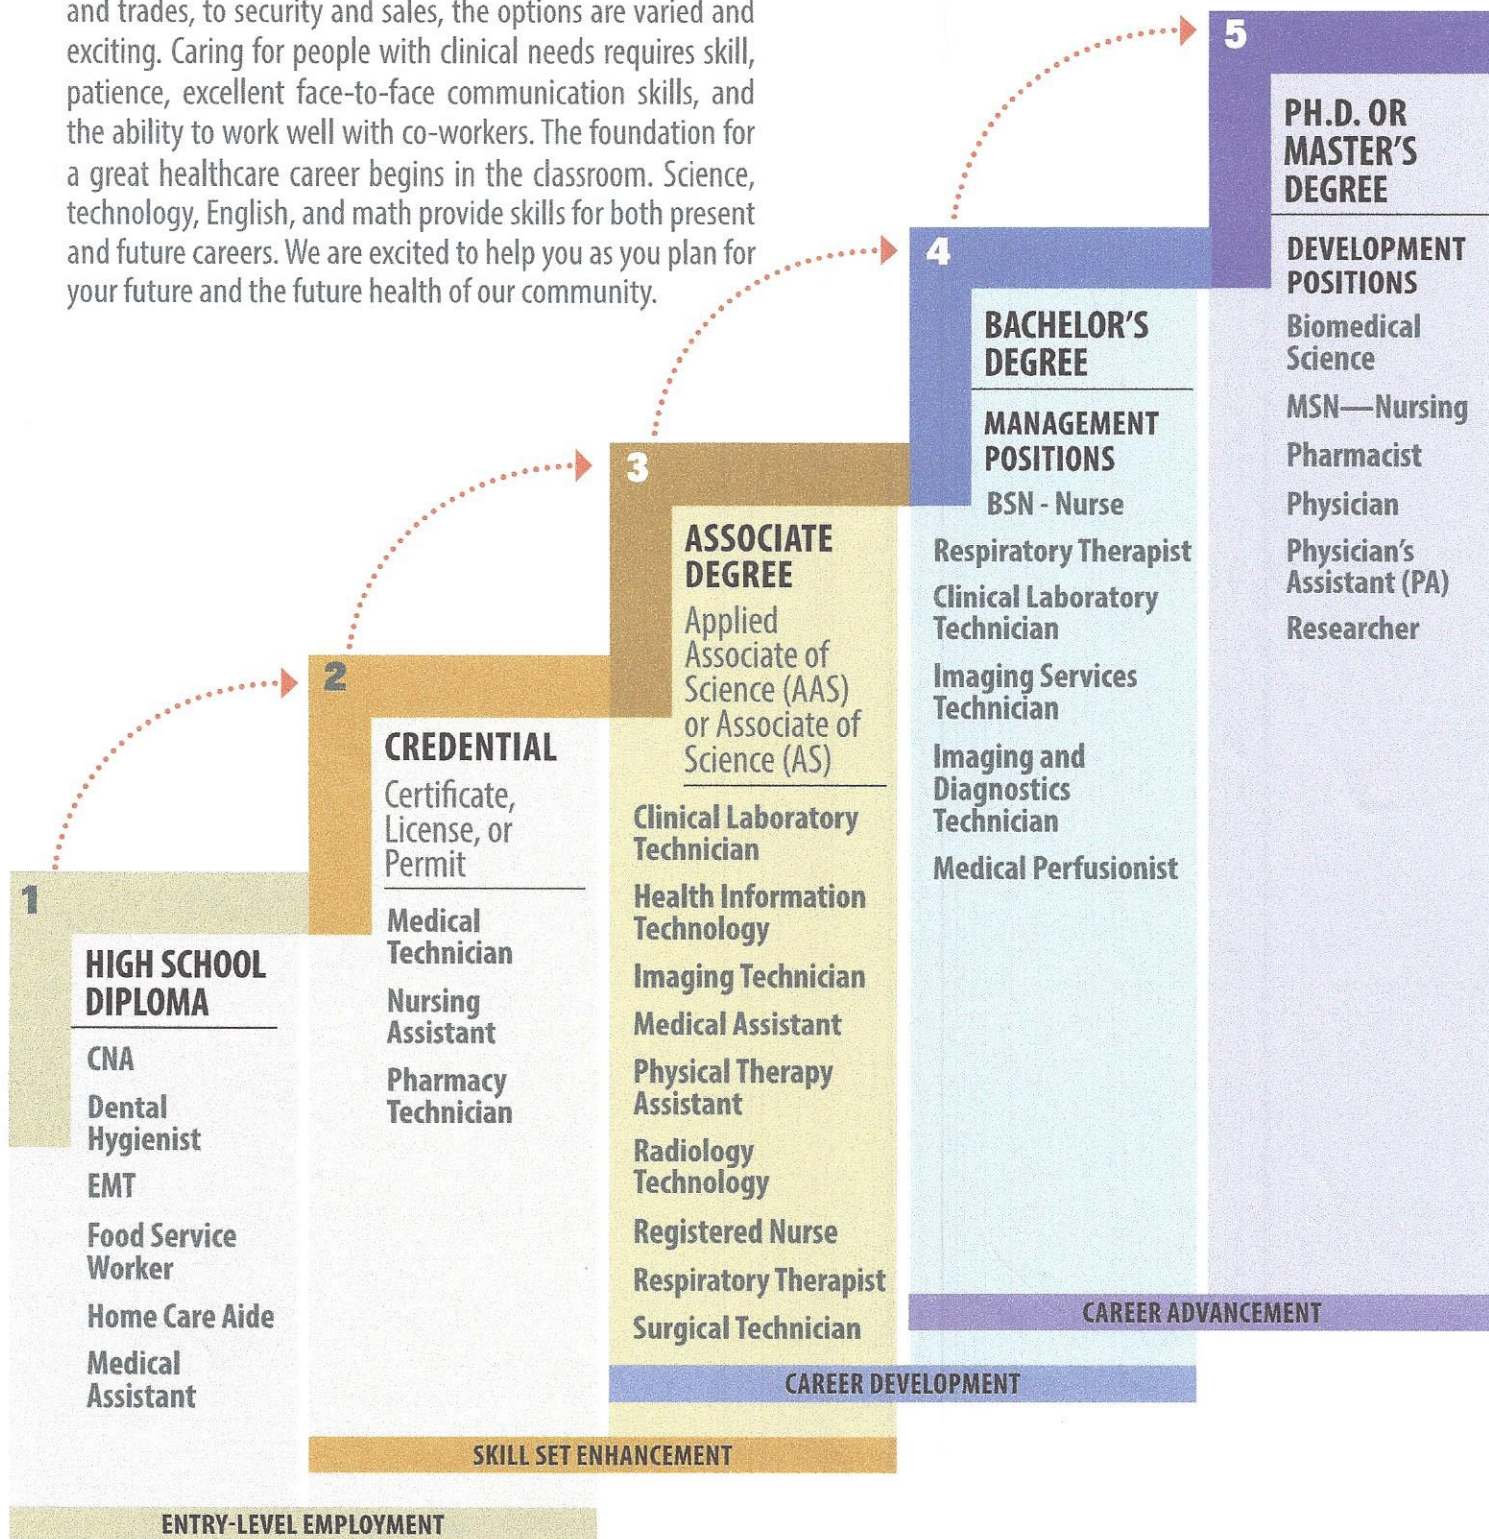 and trades, to security and sales, the options are varied and
exciting. Caring for people with clinical needs requires skill,
patience, excellent face-to-face communication skills, and
the ability to work well with co-workers. The foundation for
a great healthcare career begins in the classroom. Science,
technology, English, and math provide skills for both present
and future careers. We are excited to help you as you plan for
your future and the future health of our community.
1
HIGH SCHOOL
DIPLOMA
CNA
Dental
Hygienist
EMT
Food Service
Worker
Home Care Aide
Medical
Assistant
2
CREDENTIAL
Certificate,
License, or
Permit
Medical
Technician
Nursing
Assistant
Pharmacy
Technician
3
ASSOCIATE
DEGREE
Applied
Associate of
Science (AAS)
or Associate of
Science (AS)
Clinical Laboratory
Technician
Health Information
Technology
Imaging Technician
Medical Assistant
Physical Therapy
Assistant
Radiology
Technology
Registered Nurse
Respiratory Therapist
Surgical Technician
4
BACHELOR'S
DEGREE
MANAGEMENT
POSITIONS
BSN - Nurse
Respiratory Therapist
Clinical Laboratory
Technician
Imaging Services
Technician
Imaging and
Diagnostics
Technician
Medical Perfusionist
5
PH.D. OR
MASTER'S
DEGREE
DEVELOPMENT
POSITIONS
Biomedical
Science
MSN—Nursing
Pharmacist
Physician
Physician's
Assistant (PA)
Researcher
CAREER ADVANCEMENT
CAREER DEVELOPMENT
SKILL SET ENHANCEMENT
ENTRY-LEVEL EMPLOYMENT